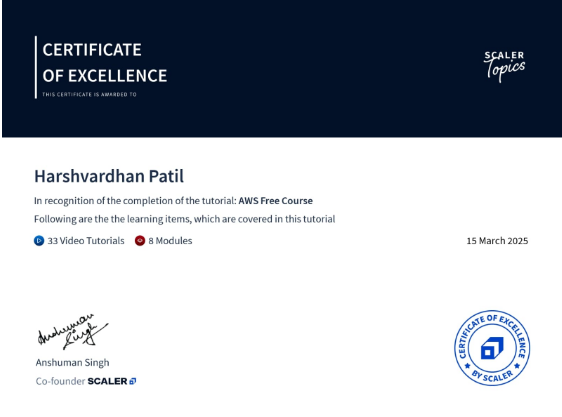 CERTIFICATE
OF EXCELLENCE
THIS CERTIFICATE IS AWARDED TO
SCALER
Topics
Harshvardhan Patil
In recognition of the completion of the tutorial: AWS Free Course
Following are the the learning items, which are covered in this tutorial
33 Video Tutorials 8 Modules
15 March 2025
Anshuman
Singh
Anshuman Singh
Co-founder SCALER
CERTIFICATE OF EXCELLENCE
BY SCALER